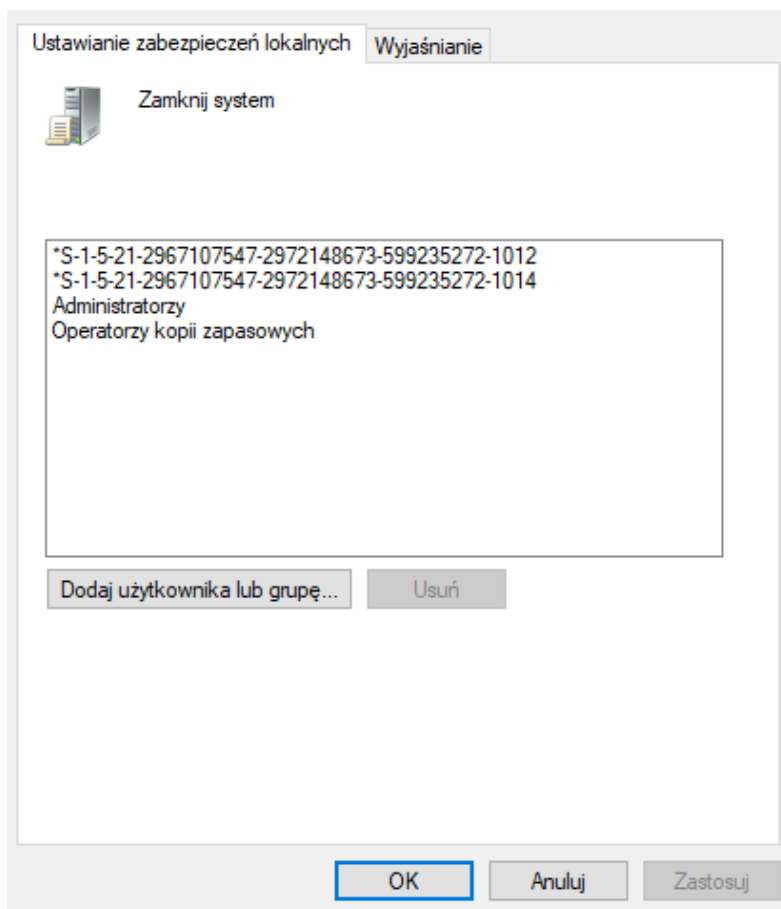 Ustawianie zabezpieczeń lokalnych
Wyjaśnianie
Zamknij system
*S-1-5-21-2967107547-2972148673-599235272-1012
*S-1-5-21-2967107547-2972148673-599235272-1014
Administratorzy
Operatorzy kopii zapasowych
Dodaj użytkownika lub grupę...
Usuń
OK
Anuluj
Zastosuj